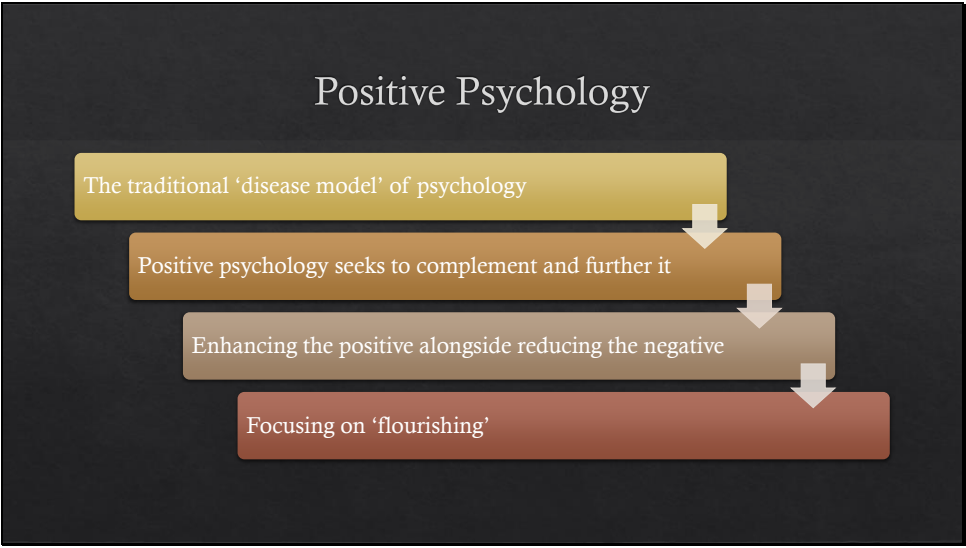 Positive Psychology
The traditional ‘disease model’ of psychology
Positive psychology seeks to complement and further it
Enhancing the positive alongside reducing the negative
Focusing on ‘flourishing’